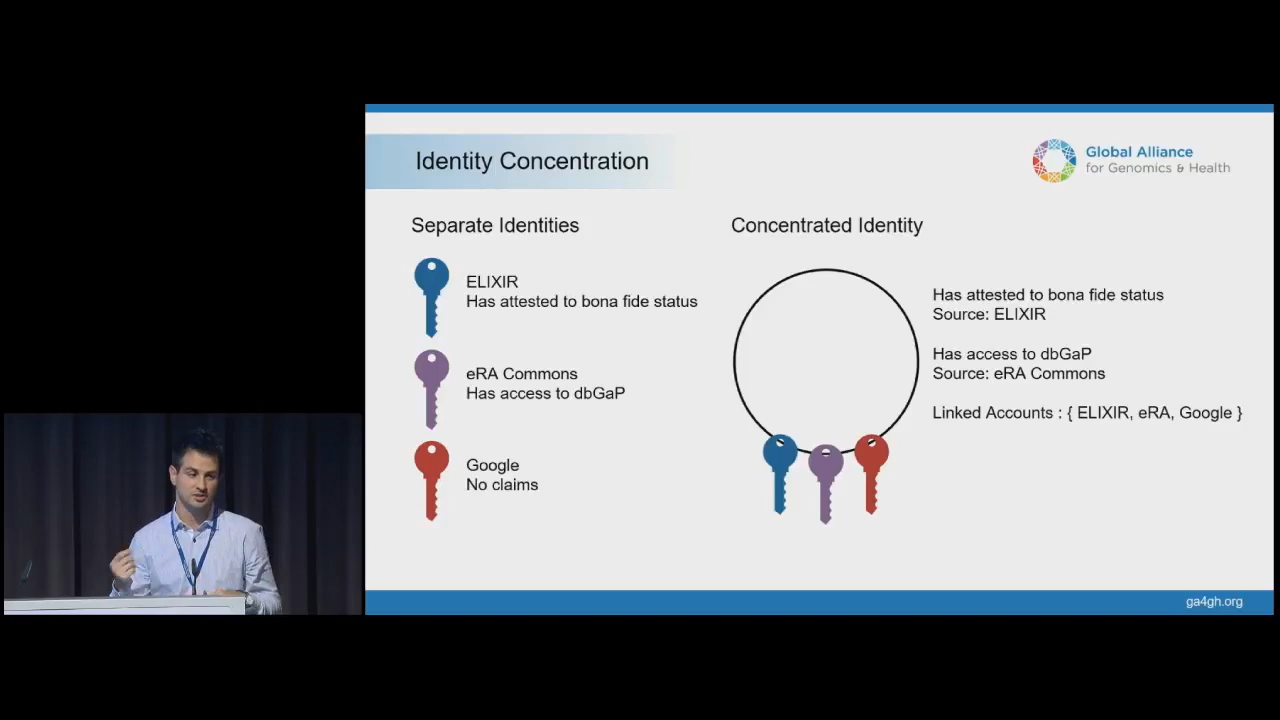 Identity Concentration
Global Alliance
for Genomics & Health
Separate Identities
ELIXIR
Has attested to bona fide status
eRA Commons
Has access to dbGaP
Google
No claims
Concentrated Identity
Has attested to bona fide status
Source: ELIXIR
Has access to dbGaP
Source: eRA Commons
Linked Accounts : { ELIXIR, eRA, Google }
ga4gh.org